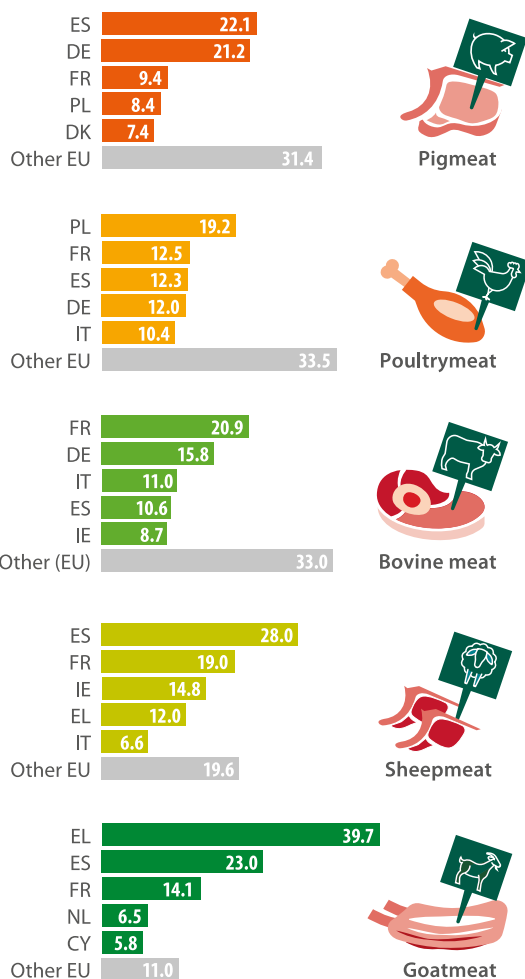 ES 22.1
DE 21.2
FR 9.4
PL 8.4
DK 7.4
Other EU 31.4
Pigmeat
PL 19.2
FR 12.5
ES 12.3
DE 12.0
IT 10.4
Other EU 33.5
Poultrymeat
FR 20.9
DE 15.8
IT 11.0
ES 10.6
IE 8.7
Other (EU) 33.0
Bovine meat
ES 28.0
FR 19.0
IE 14.8
EL 12.0
IT 6.6
Other EU 19.6
Sheepmeat
EL 39.7
ES 23.0
FR 14.1
NL 6.5
CY 5.8
Other EU 11.0
Goatmeat